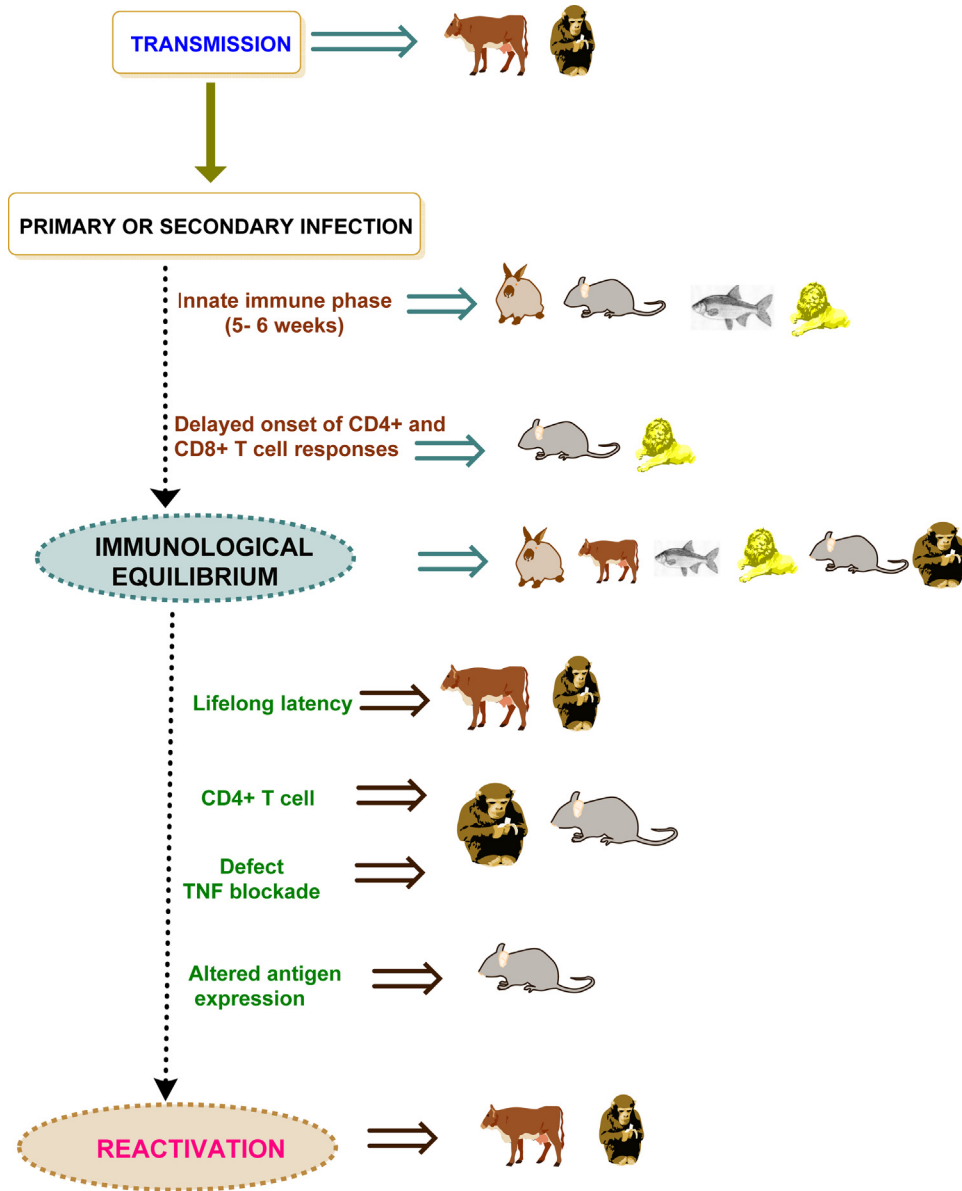 TRANSMISSION
PRIMARY OR SECONDARY INFECTION
Innate immune phase
(5- 6 weeks)
Delayed onset of CD4+ and
CD8+ T cell responses
IMMUNOLOGICAL
EQUILIBRIUM
Lifelong latency
CD4+ T cell
Defect
TNF blockade
Altered antigen
expression
REACTIVATION